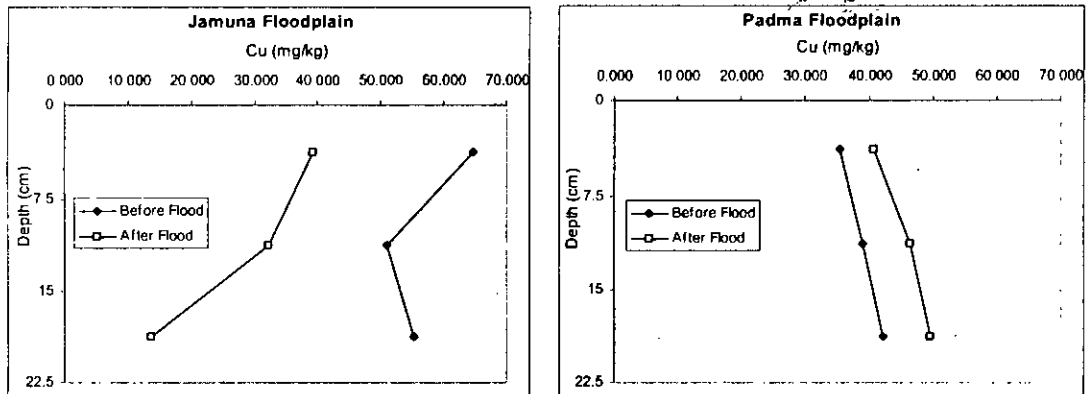 Jamuna Floodplain
Cu (mg/kg)
0 000 10 000 20 000 30 000 40 000 50.000 60 000 70 000
0
7.5
15
22.5
Depth (cm)
Before Flood
After Flood
Padma Floodplain
Cu (mg/kg)
0 000 10 000 20 000 30.000 40.000 50.000 60 000 70 000
0
7.5
15
22.5
Depth (cm)
Before Flood
After Flood